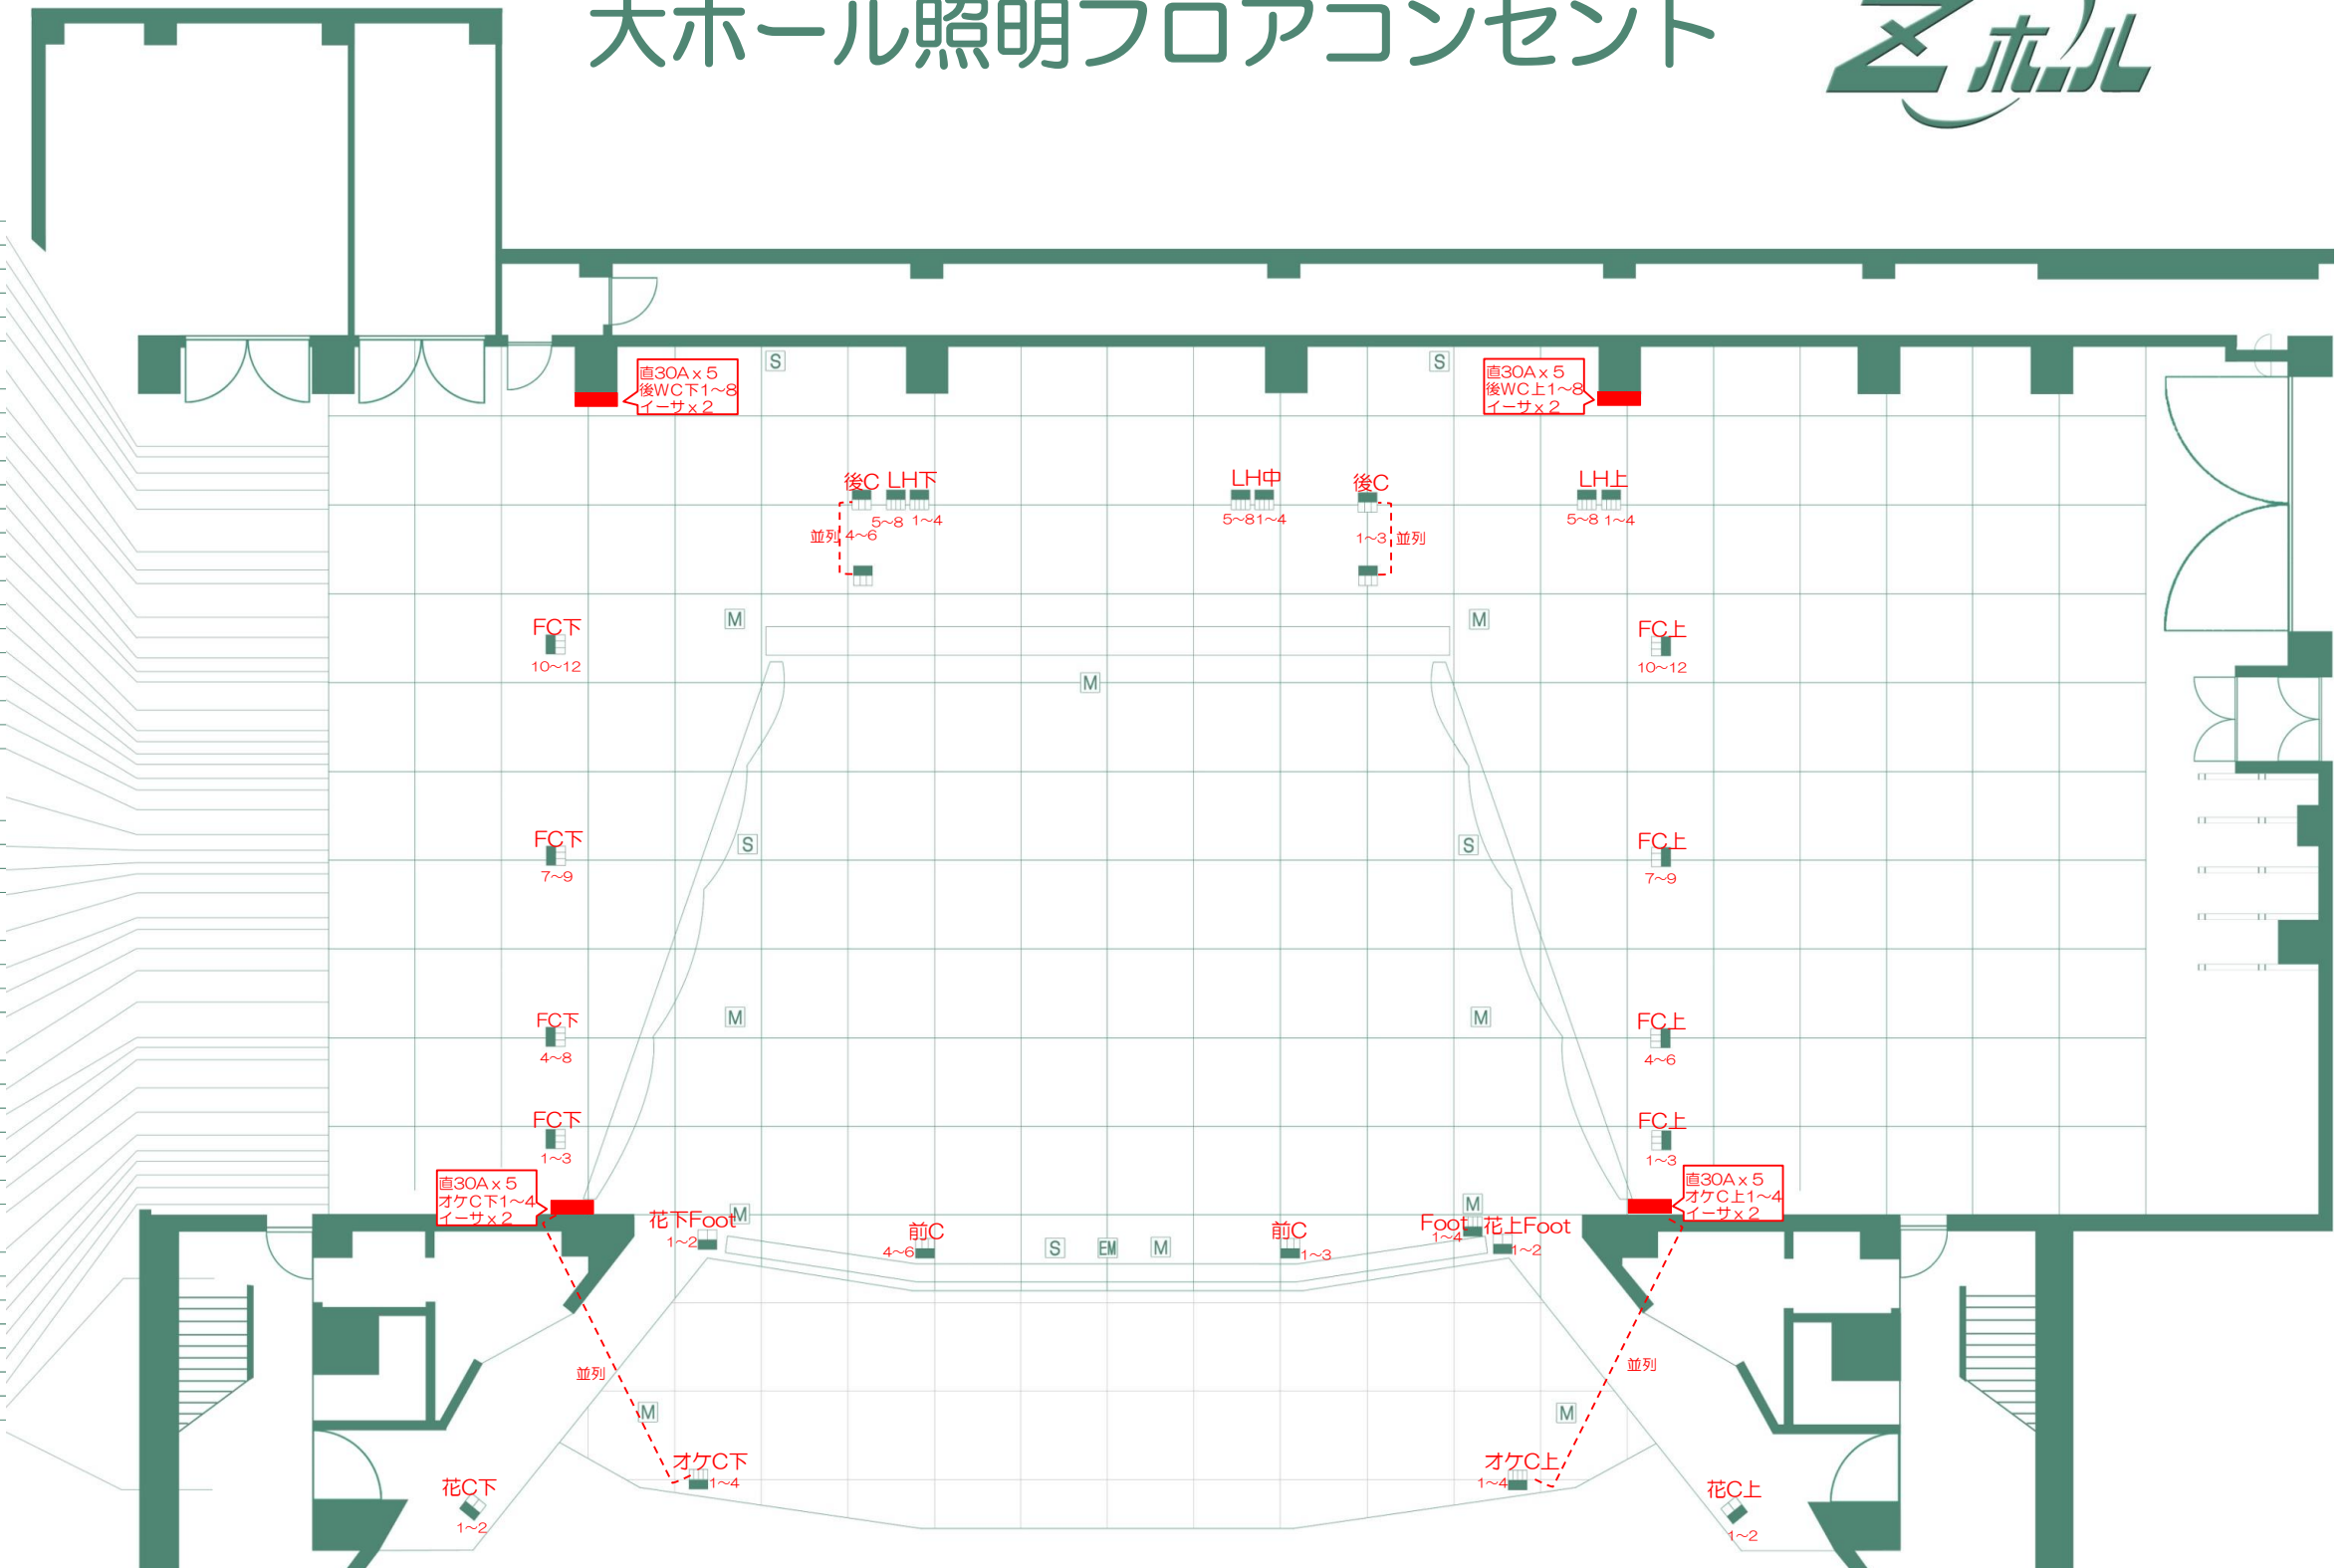 大ホール照明フロアコンセント
Zホール
S
S
直30A x 5
後WC下1～8
イーサx 2
直30A x 5
後WC上1～8
イーサx 2
後C
LH下
LH中
後C
LH上
5～8
1～4
5～8
1～4
5～8
1～4
並列
4～6
1～3
並列
FC下
M
M
FC上
10～12
10～12
M
FC下
S
S
FC上
7～9
7～9
FC下
M
M
FC上
4～8
4～6
FC下
FC上
1～3
1～3
直30A x 5
オケC下1～4
イーサx 2
直30A x 5
オケC上1～4
イーサx 2
花下Foot
M
前C
前C
M
Foot
花上Foot
1～2
4～6
S
EM
M
1～3
1～4
1～2
並列
並列
M
M
オケC下
オケC上
1～4
1～4
花C下
花C上
1～2
1～2